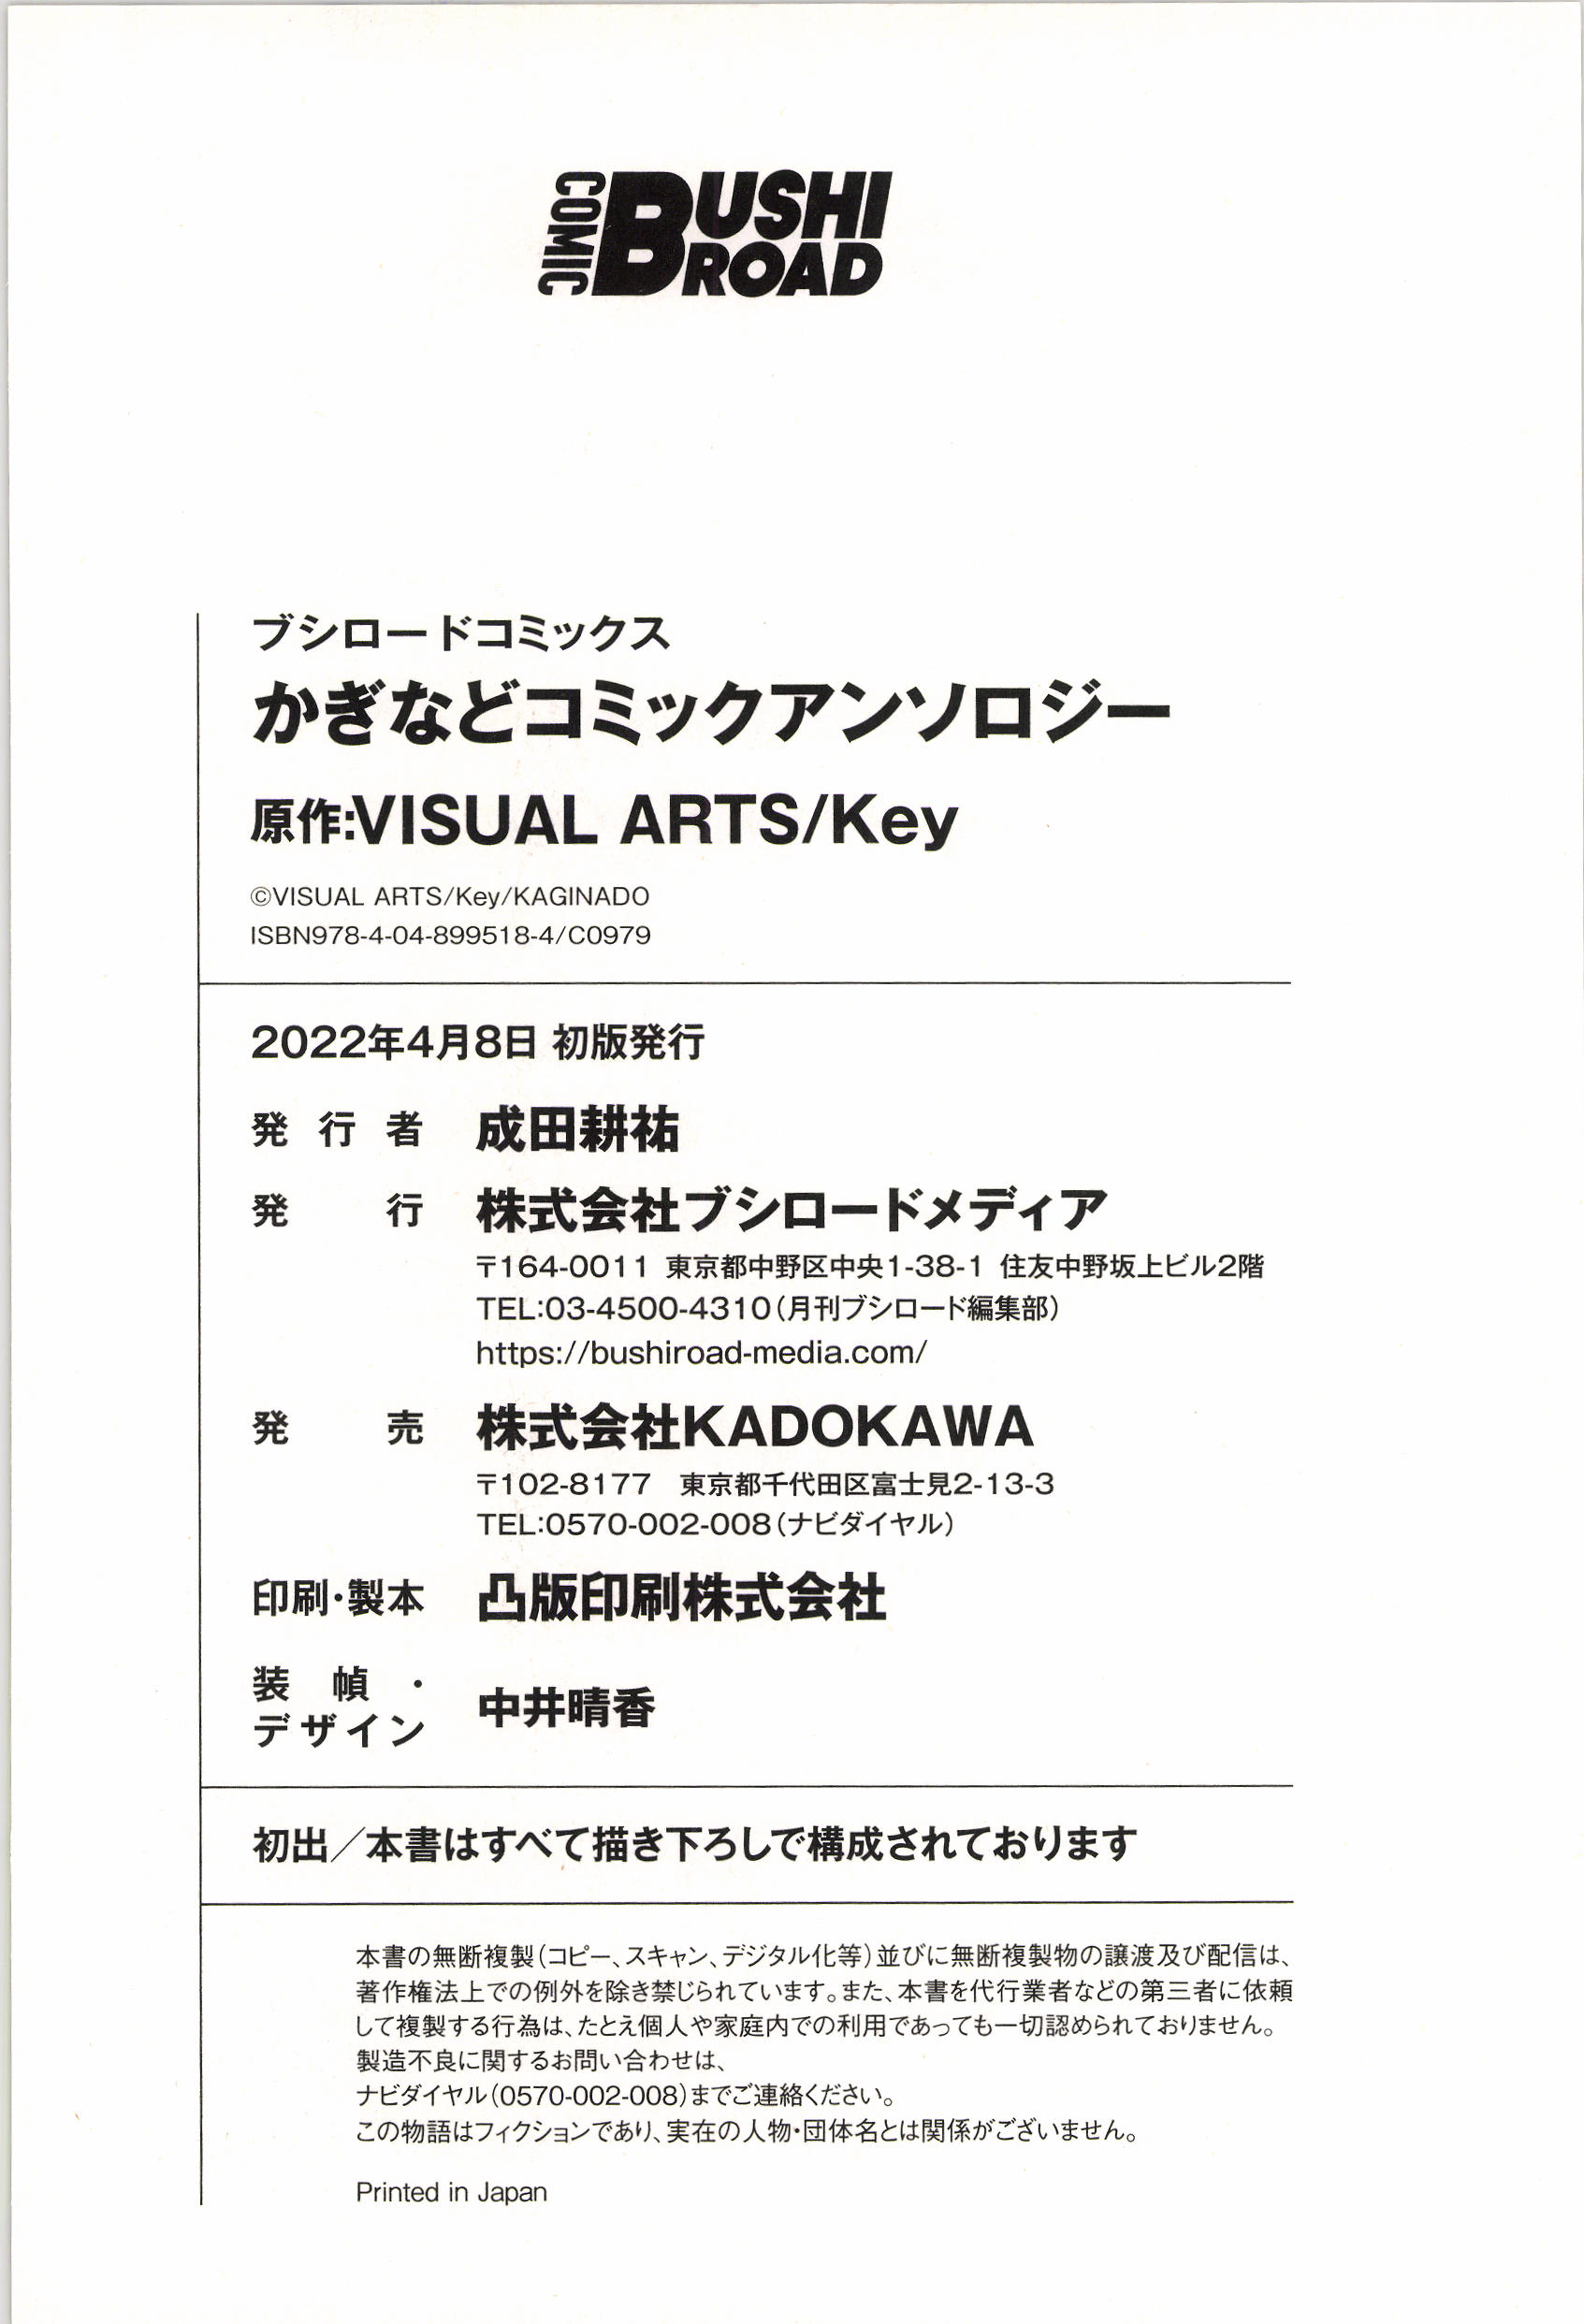 COMIC BUSHI ROAD
ブシロードコミックス
かぎなどコミックアンソロジー
原作:VISUAL ARTS/Key
©VISUAL ARTS/Key/KAGINADO
ISBN978-4-04-899518-4/C0979
2022年4月8日 初版発行
発行者 成田耕祐
発行 株式会社ブシロードメディア
〒164-0011 東京都中野区中央1-38-1 住友中野坂上ビル2階
TEL:03-4500-4310(月刊ブシロード編集部)
https://bushiroad-media.com/
発売 株式会社KADOKAWA
〒102-8177 東京都千代田区富士見2-13-3
TEL:0570-002-008(ナビダイヤル)
印刷・製本 凸版印刷株式会社
装幀・
デザイン 中井晴香
初出／本書はすべて描き下ろしで構成されております
本書の無断複製(コピー、スキャン、デジタル化等)並びに無断複製物の譲渡及び配信は、
著作権法上での例外を除き禁じられています。また、本書を代行業者などの第三者に依頼
して複製する行為は、たとえ個人や家庭内での利用であっても一切認められておりません。
製造不良に関するお問い合わせは、
ナビダイヤル(0570-002-008)までご連絡ください。
この物語はフィクションであり、実在の人物・団体名とは関係がございません。
Printed in Japan